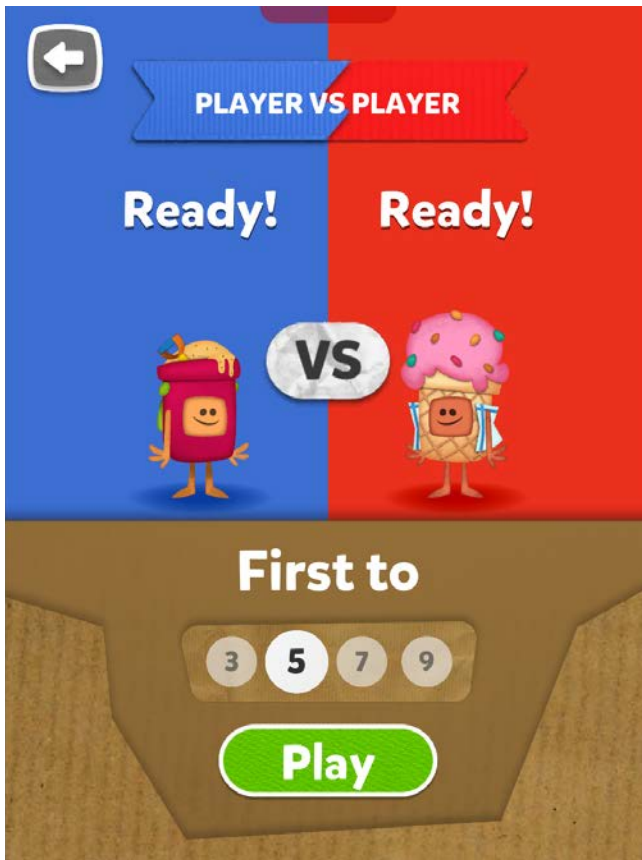 PLAYER VS PLAYER
Ready! Ready!
VS
First to
3 5 7 9
Play